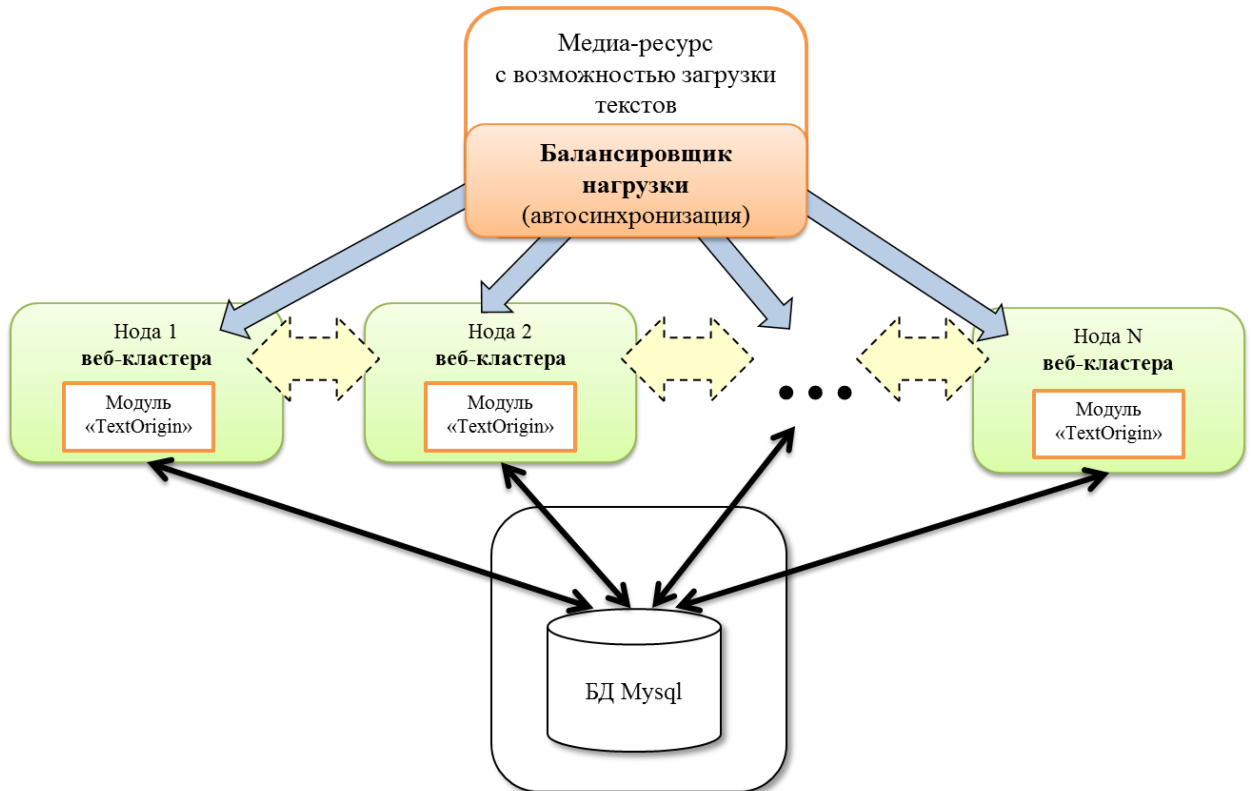 Медиа-ресурс
с возможностью загрузки
текстов
Балансировщик
нагрузки
(автосинхронизация)
Нода 1
веб-кластера
Модуль
«TextOrigin»
Нода 2
веб-кластера
Модуль
«TextOrigin»
Нода N
веб-кластера
Модуль
«TextOrigin»
БД Mysql